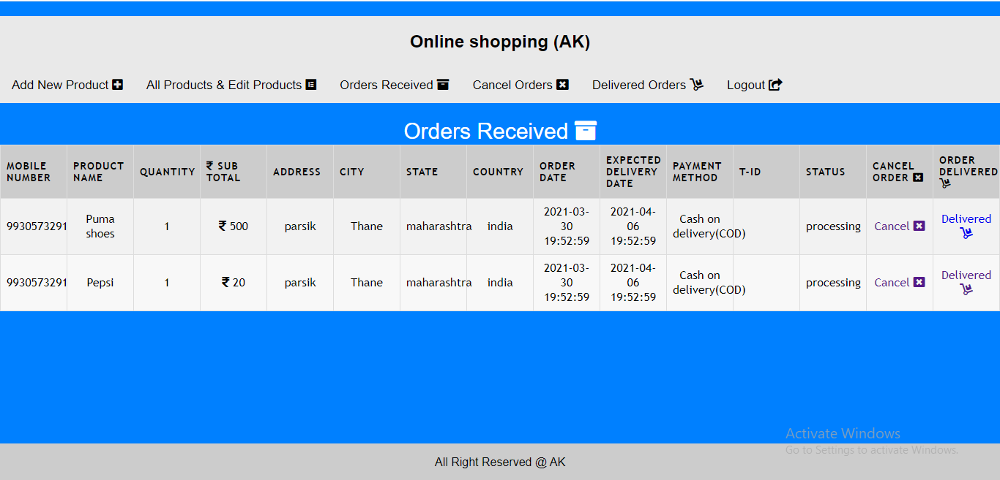 Online shopping (AK)
Add New Product All Products & Edit Products Orders Received Cancel Orders Delivered Orders Logout
Orders Received
MOBILE NUMBER
PRODUCT NAME
QUANTITY
₹ SUB TOTAL
ADDRESS
CITY
STATE
COUNTRY
ORDER DATE
EXPECTED DELIVERY DATE
PAYMENT METHOD
T-ID
STATUS
CANCEL ORDER
ORDER DELIVERED
9930573291
Puma shoes
1
₹ 500
parsik
Thane
maharashtra
india
2021-03-30 19:52:59
2021-04-06 19:52:59
Cash on delivery(COD)
processing
Cancel
Delivered
9930573291
Pepsi
1
₹ 20
parsik
Thane
maharashtra
india
2021-03-30 19:52:59
2021-04-06 19:52:59
Cash on delivery(COD)
processing
Cancel
Delivered
Activate Windows
Go to Settings to activate Windows.
All Right Reserved @ AK